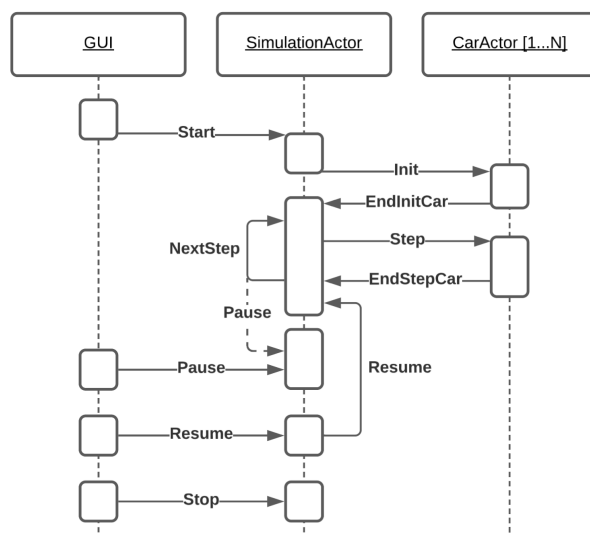 GUI
SimulationActor
CarActor [1...N]
Start
Init
EndInitCar
Step
NextStep
EndStepCar
Pause
Pause
Resume
Resume
Stop